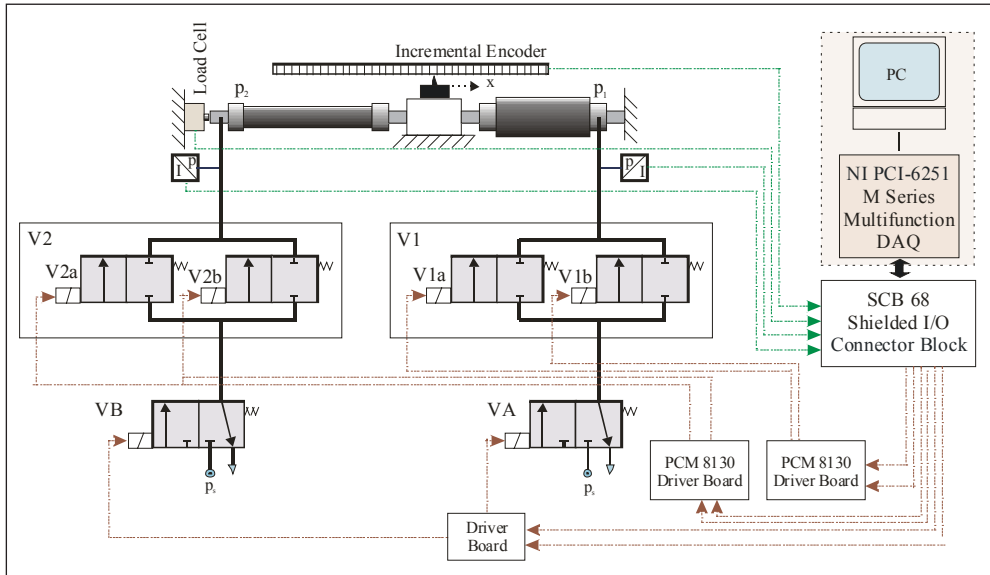 Load Cell
Incremental Encoder
x
p2
p1
PC
p
I
p
I
NI PCI-6251
M Series
Multifunction
DAQ
V2
V2a
V2b
V1
V1a
V1b
SCB 68
Shielded I/O
Connector Block
VB
VA
ps
ps
PCM 8130
Driver Board
PCM 8130
Driver Board
Driver
Board